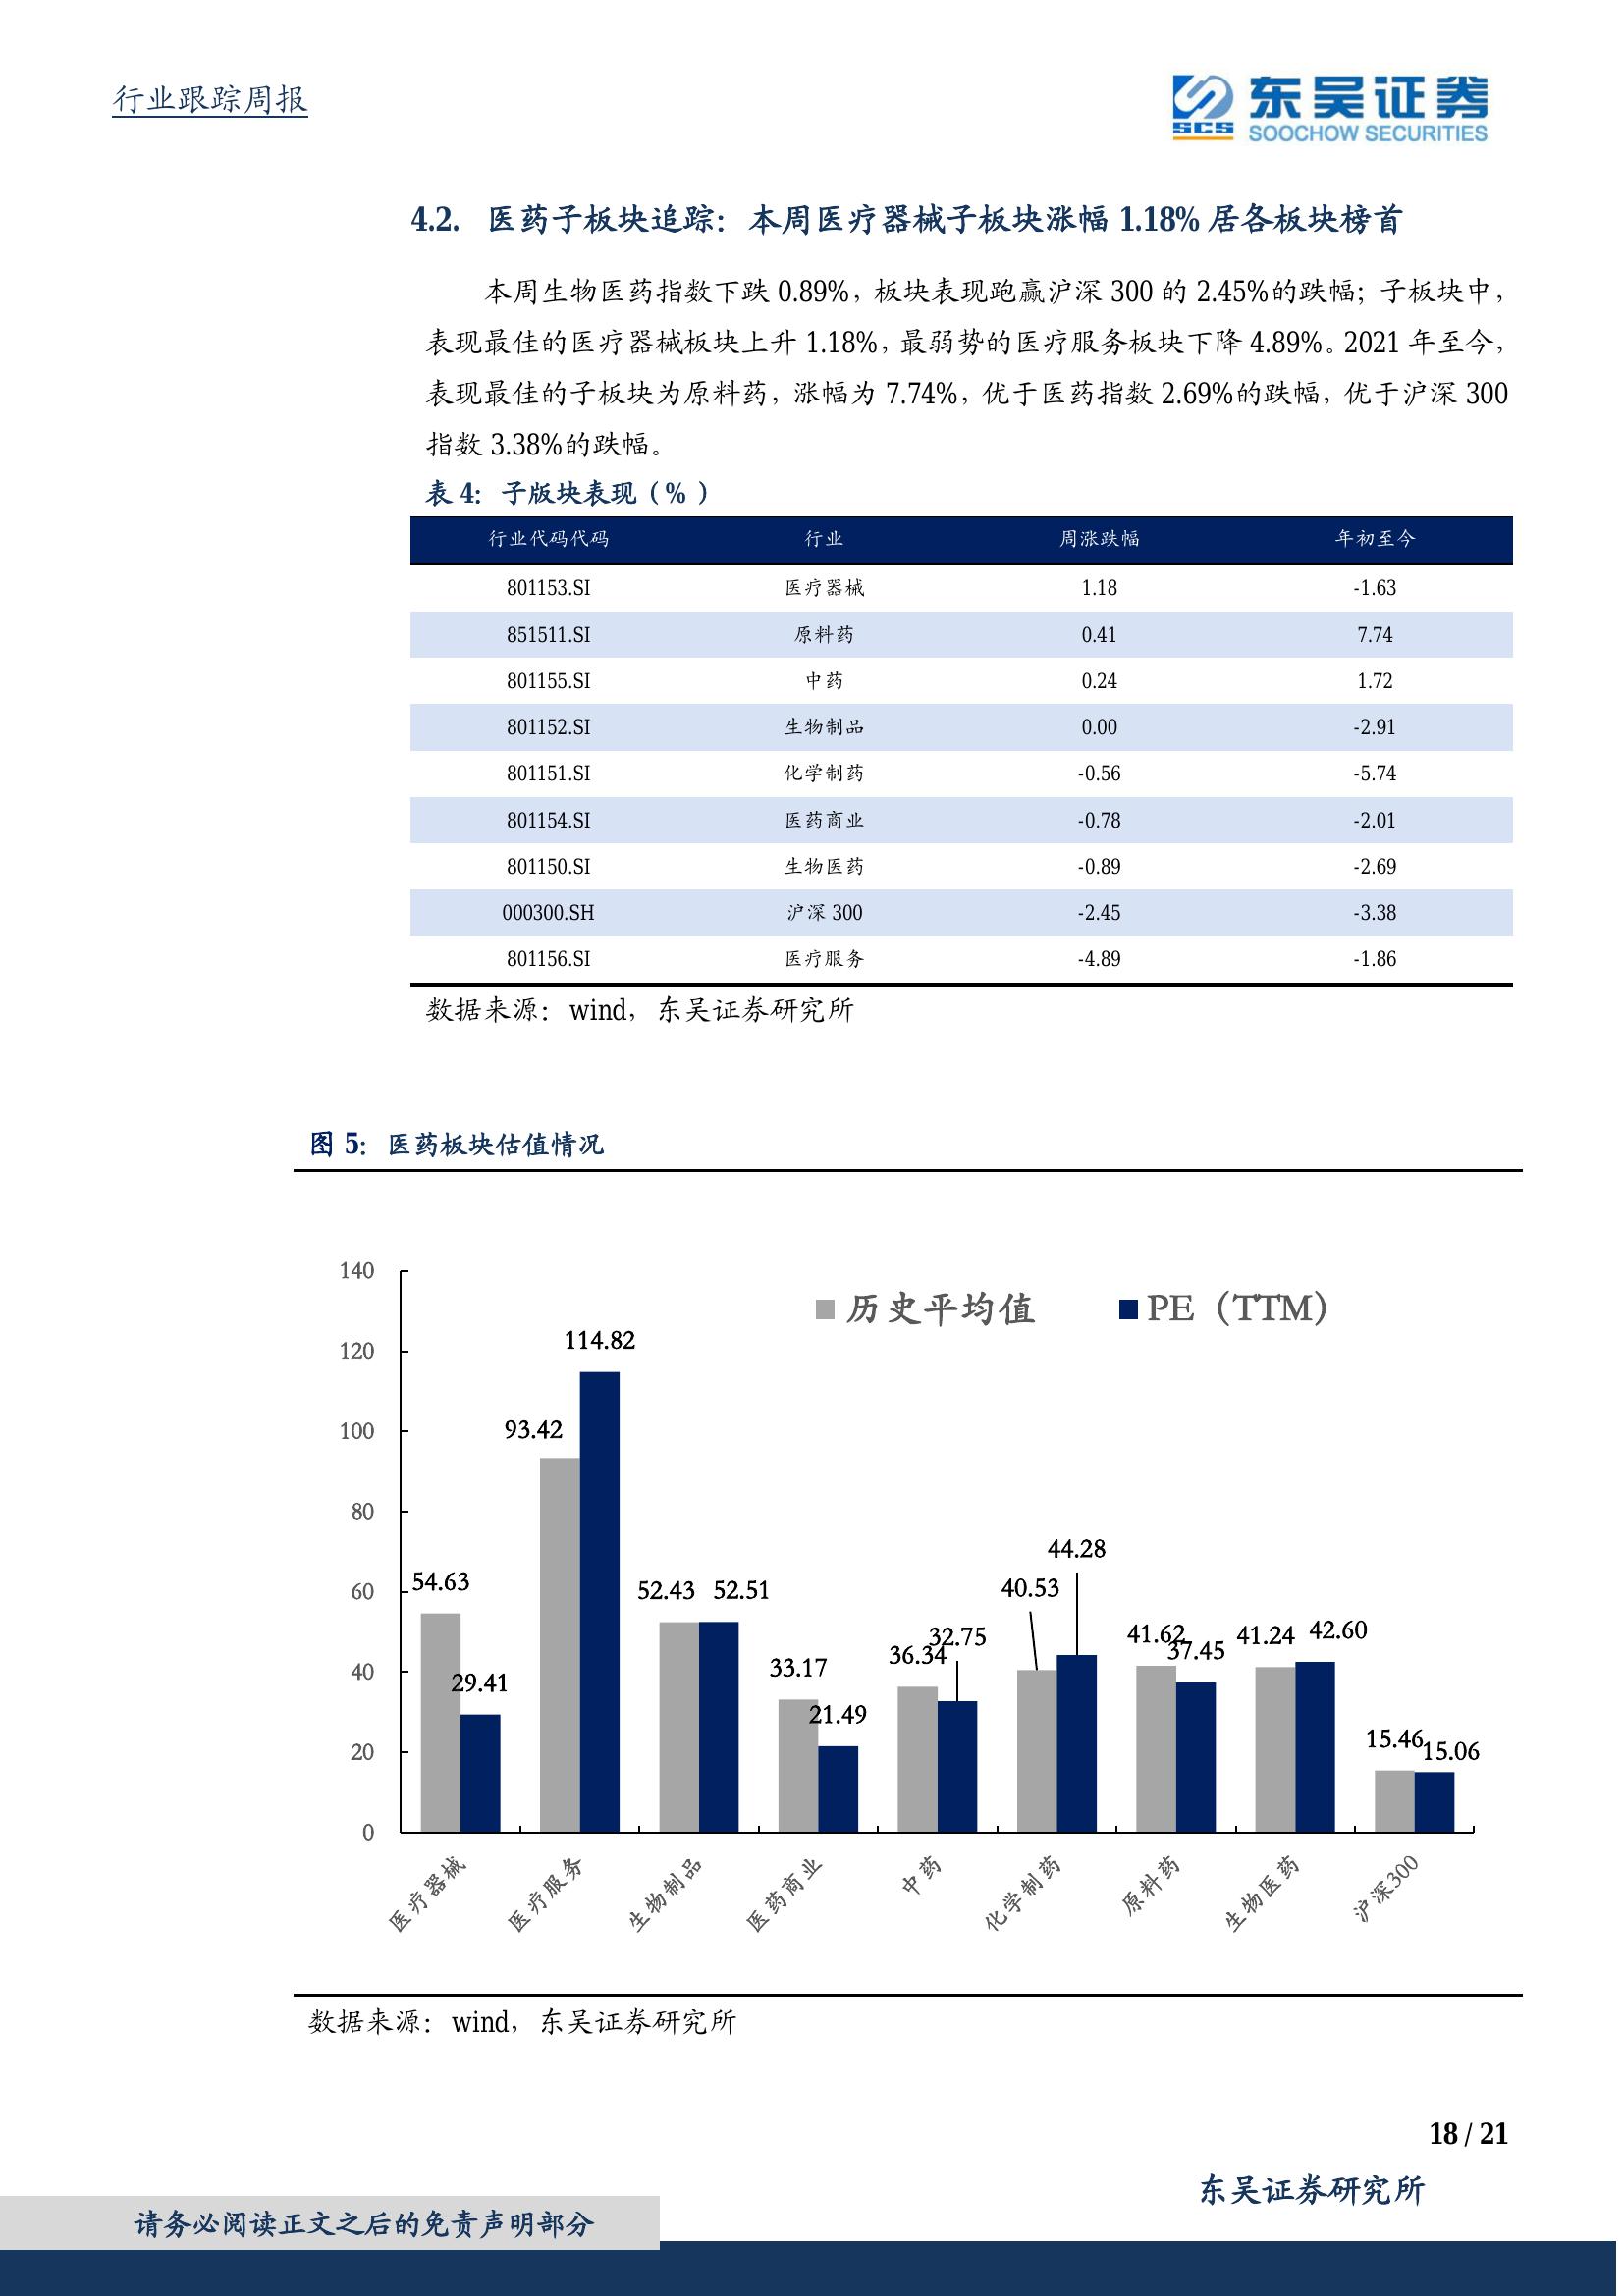 行业跟踪周报
SCS 东吴证券
SOOCHOW SECURITIES
4.2. 医药子板块追踪：本周医疗器械子板块涨幅 1.18% 居各板块榜首
本周生物医药指数下跌 0.89%，板块表现跑赢沪深 300 的 2.45%的跌幅；子板块中，
表现最佳的医疗器械板块上升 1.18%，最弱势的医疗服务板块下降 4.89%。2021 年至今，
表现最佳的子板块为原料药，涨幅为 7.74%，优于医药指数 2.69%的跌幅，优于沪深 300
指数 3.38%的跌幅。
表 4：子版块表现（%）
行业代码代码 行业 周涨跌幅 年初至今
801153.SI 医疗器械 1.18 -1.63
851511.SI 原料药 0.41 7.74
801155.SI 中药 0.24 1.72
801152.SI 生物制品 0.00 -2.91
801151.SI 化学制药 -0.56 -5.74
801154.SI 医药商业 -0.78 -2.01
801150.SI 生物医药 -0.89 -2.69
000300.SH 沪深 300 -2.45 -3.38
801156.SI 医疗服务 -4.89 -1.86
数据来源：wind，东吴证券研究所
图 5：医药板块估值情况
历史平均值 PE（TTM）
140
120
100
80
60
40
20
0
54.63 29.41
93.42 114.82
52.43 52.51
33.17 21.49
36.34 32.75
40.53 44.28
41.62 37.45
41.24 42.60
15.46 15.06
医疗器械 医疗服务 生物制品 医药商业 中药 化学制药 原料药 生物医药 沪深300
数据来源：wind，东吴证券研究所
18 / 21
东吴证券研究所
请务必阅读正文之后的免责声明部分